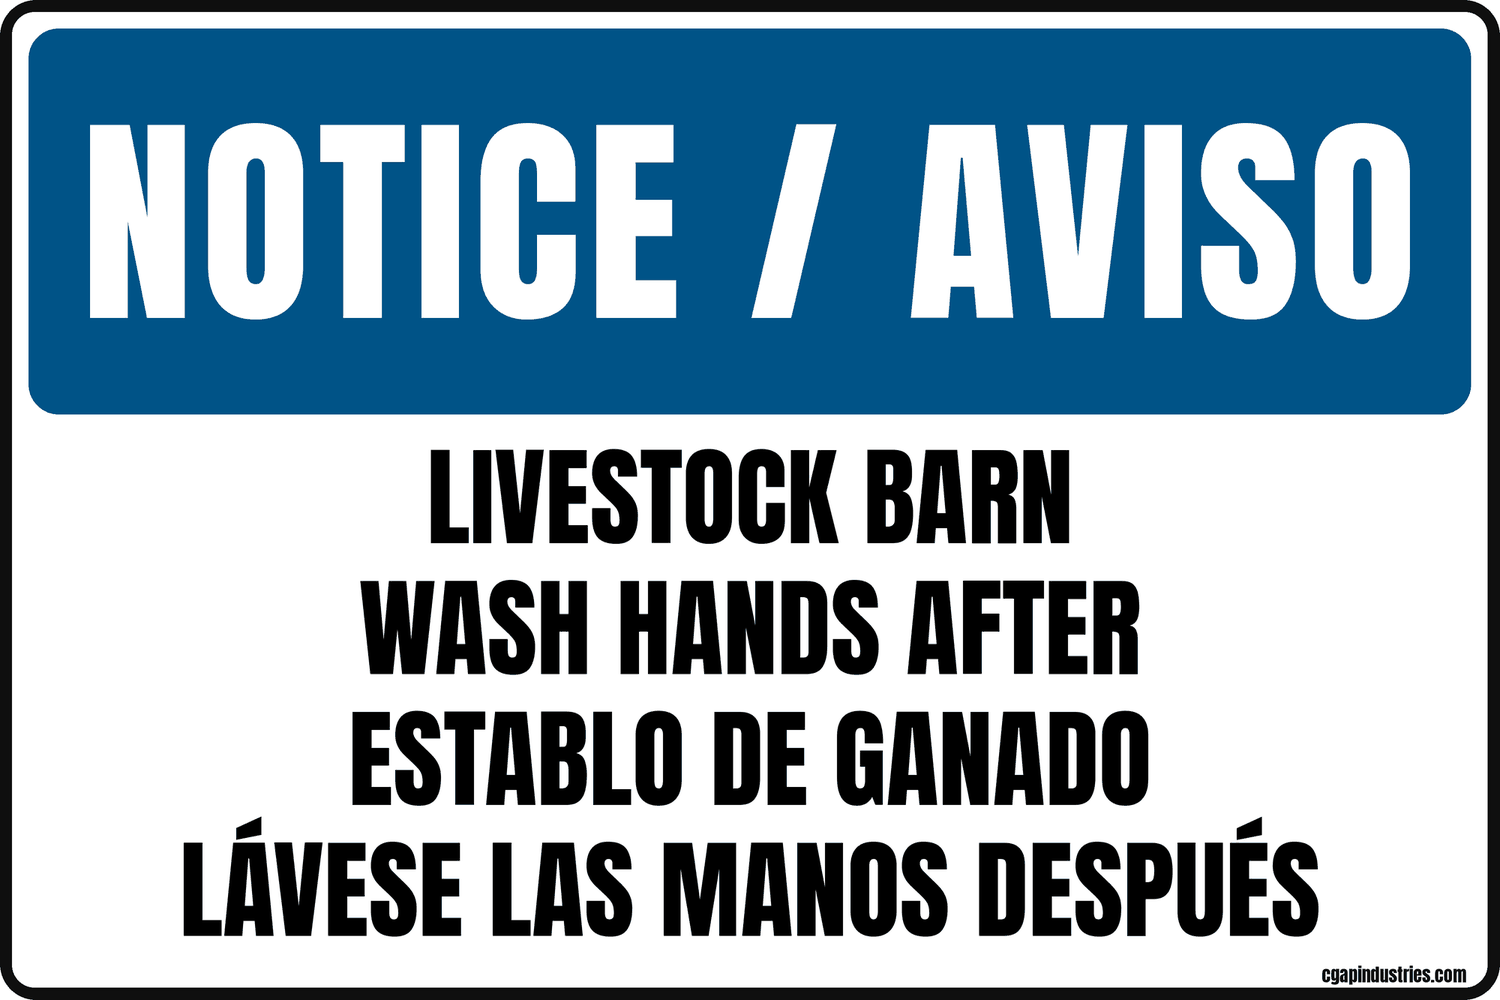 NOTICE / AVISO
LIVESTOCK BARN
WASH HANDS AFTER
ESTABLO DE GANADO
LÁVESE LAS MANOS DESPUÉS
cgapindustries.com